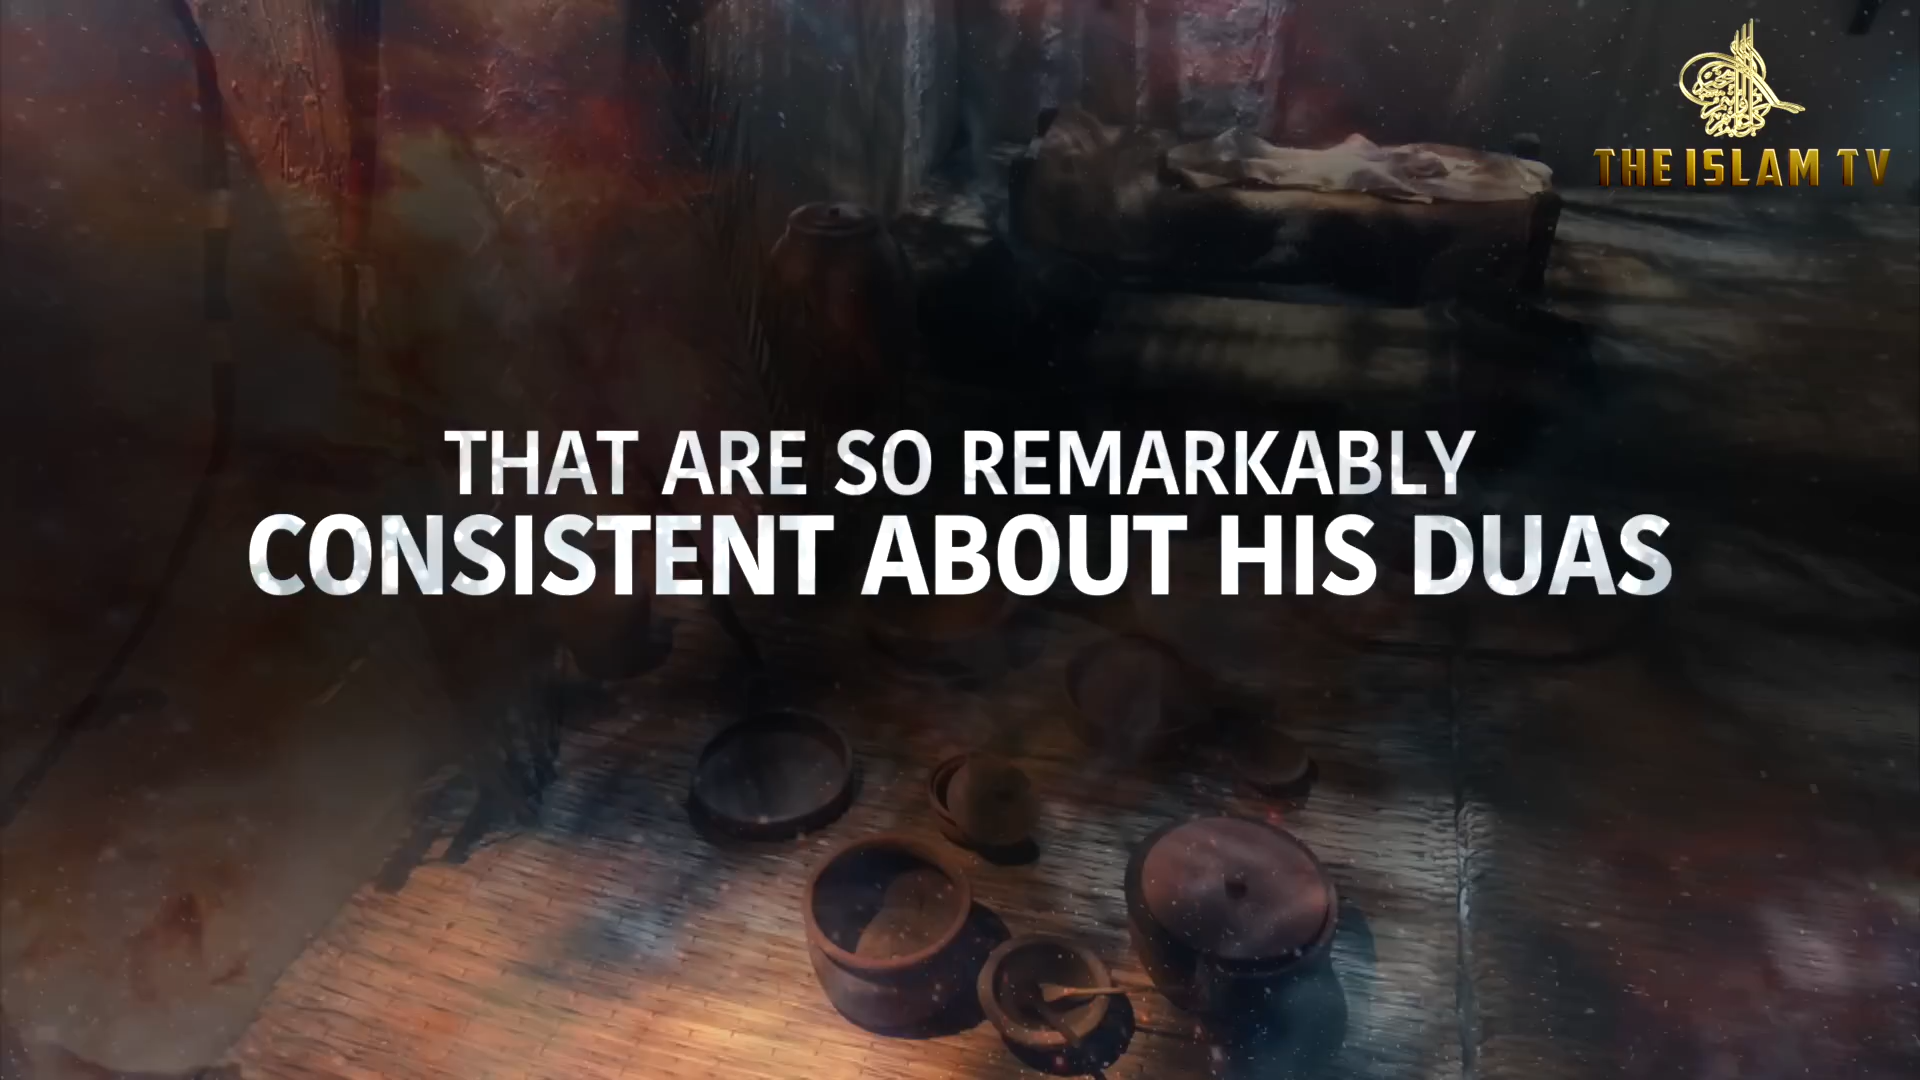 THE ISLAM TV
THAT ARE SO REMARKABLY
CONSISTENT ABOUT HIS DUAS